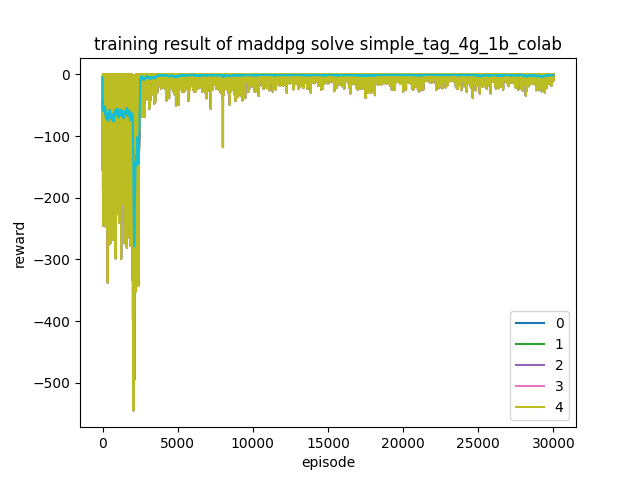 training result of maddpg solve simple_tag_4g_1b_colab
0
−100
−200
−300
−400
−500
reward
0
1
2
3
4
0 5000 10000 15000 20000 25000 30000
episode